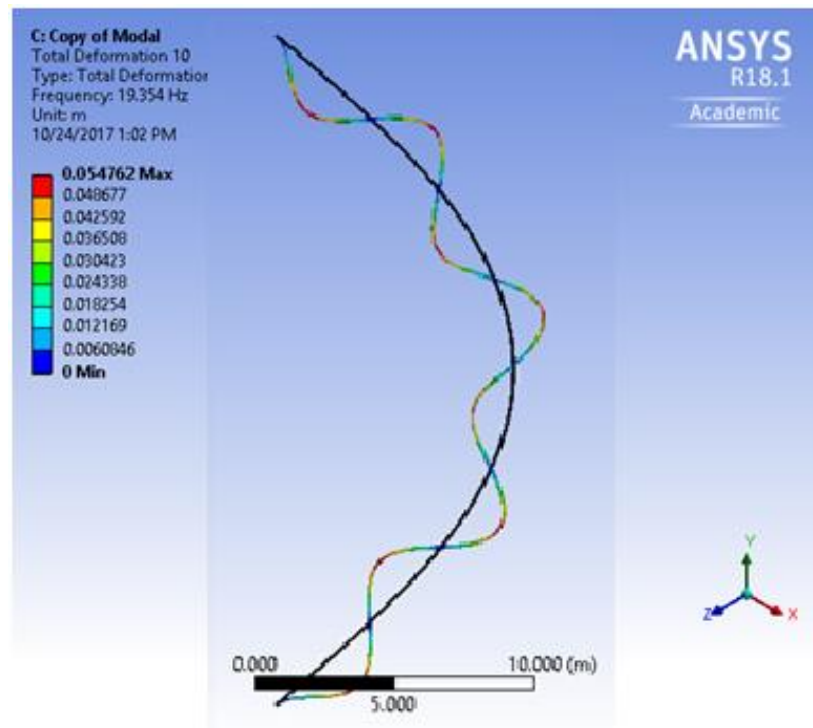 C: Copy of Modal
Total Deformation 10
Type: Total Deformation
Frequency: 19.354 Hz
Unit: m
10/24/2017 1:02 PM
0.054762 Max
0.048677
0.042592
0.036508
0.030423
0.024338
0.018254
0.012169
0.0060846
0 Min
ANSYS
R18.1
Academic
Y
Z
X
0.000
10.000 (m)
5.000